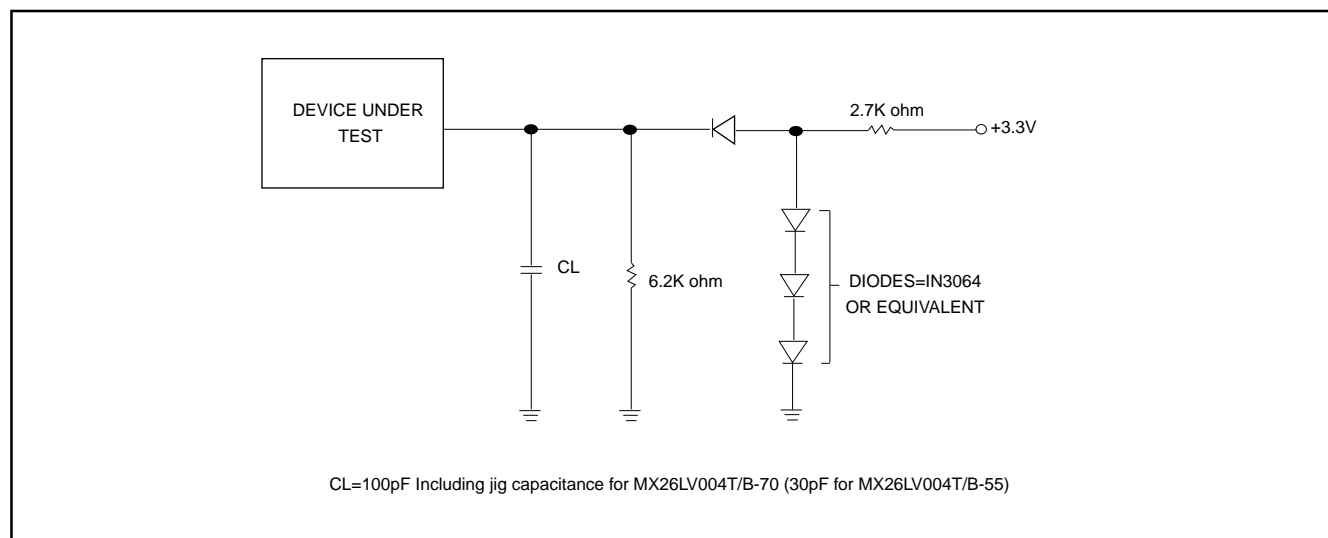 DEVICE UNDER
TEST
2.7K ohm
+3.3V
CL
6.2K ohm
DIODES=IN3064
OR EQUIVALENT
CL=100pF Including jig capacitance for MX26LV004T/B-70 (30pF for MX26LV004T/B-55)